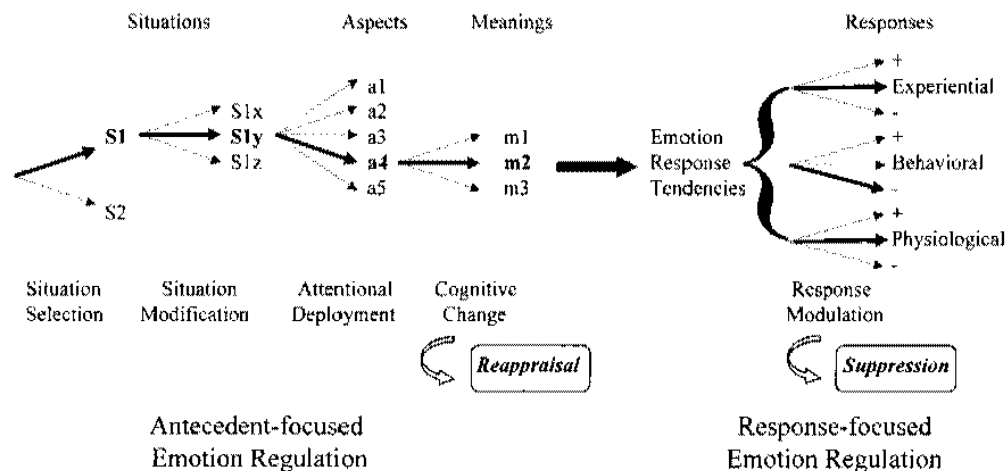 Situations Aspects Meanings Responses
+
a1 Experiential
S1x a2 -
S1 S1y a3 m1 Emotion +
S1z a4 m2 Response Behavioral
a5 m3 Tendencies -
S2 +
Physiological
-
Situation Situation Attentional Cognitive Response
Selection Modification Deployment Change Modulation
Reappraisal Suppression
Antecedent-focused Response-focused
Emotion Regulation Emotion Regulation